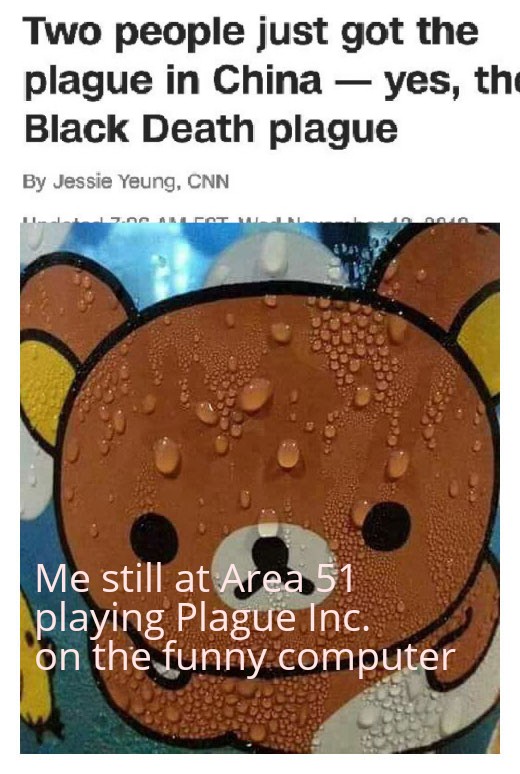 Two people just got the
plague in China — yes,
Black Death plague
By Jessie Yeung, CNN
Me still at Area 51
playing Plague Inc.
on the funny computer